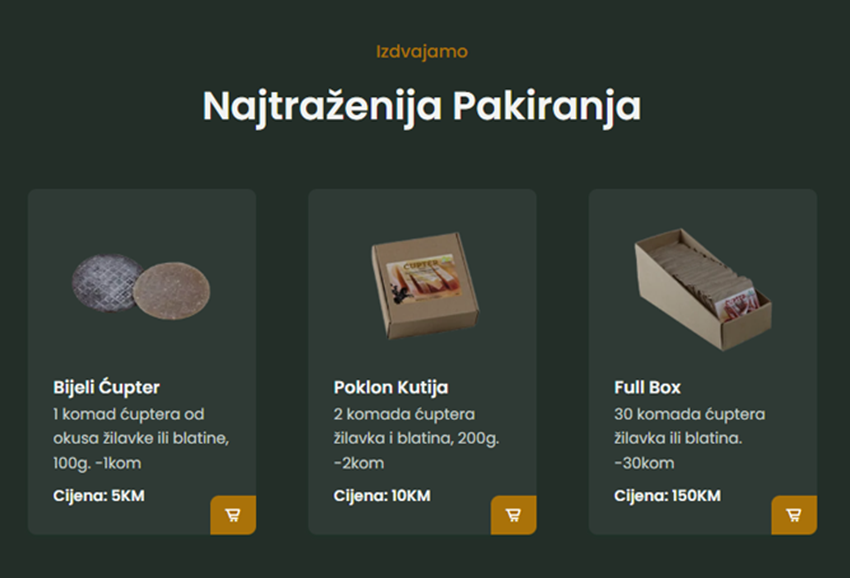 Izdvajamo
Najtraženija Pakiranja
ĆUPTER
Bijeli Ćupter
1 komad ćuptera od
okusa žilavke ili blatine,
100g. -1kom
Cijena: 5KM
Poklon Kutija
2 komada ćuptera
žilavka i blatina, 200g.
-2kom
Cijena: 10KM
Full Box
30 komada ćuptera
žilavka ili blatina.
-30kom
Cijena: 150KM